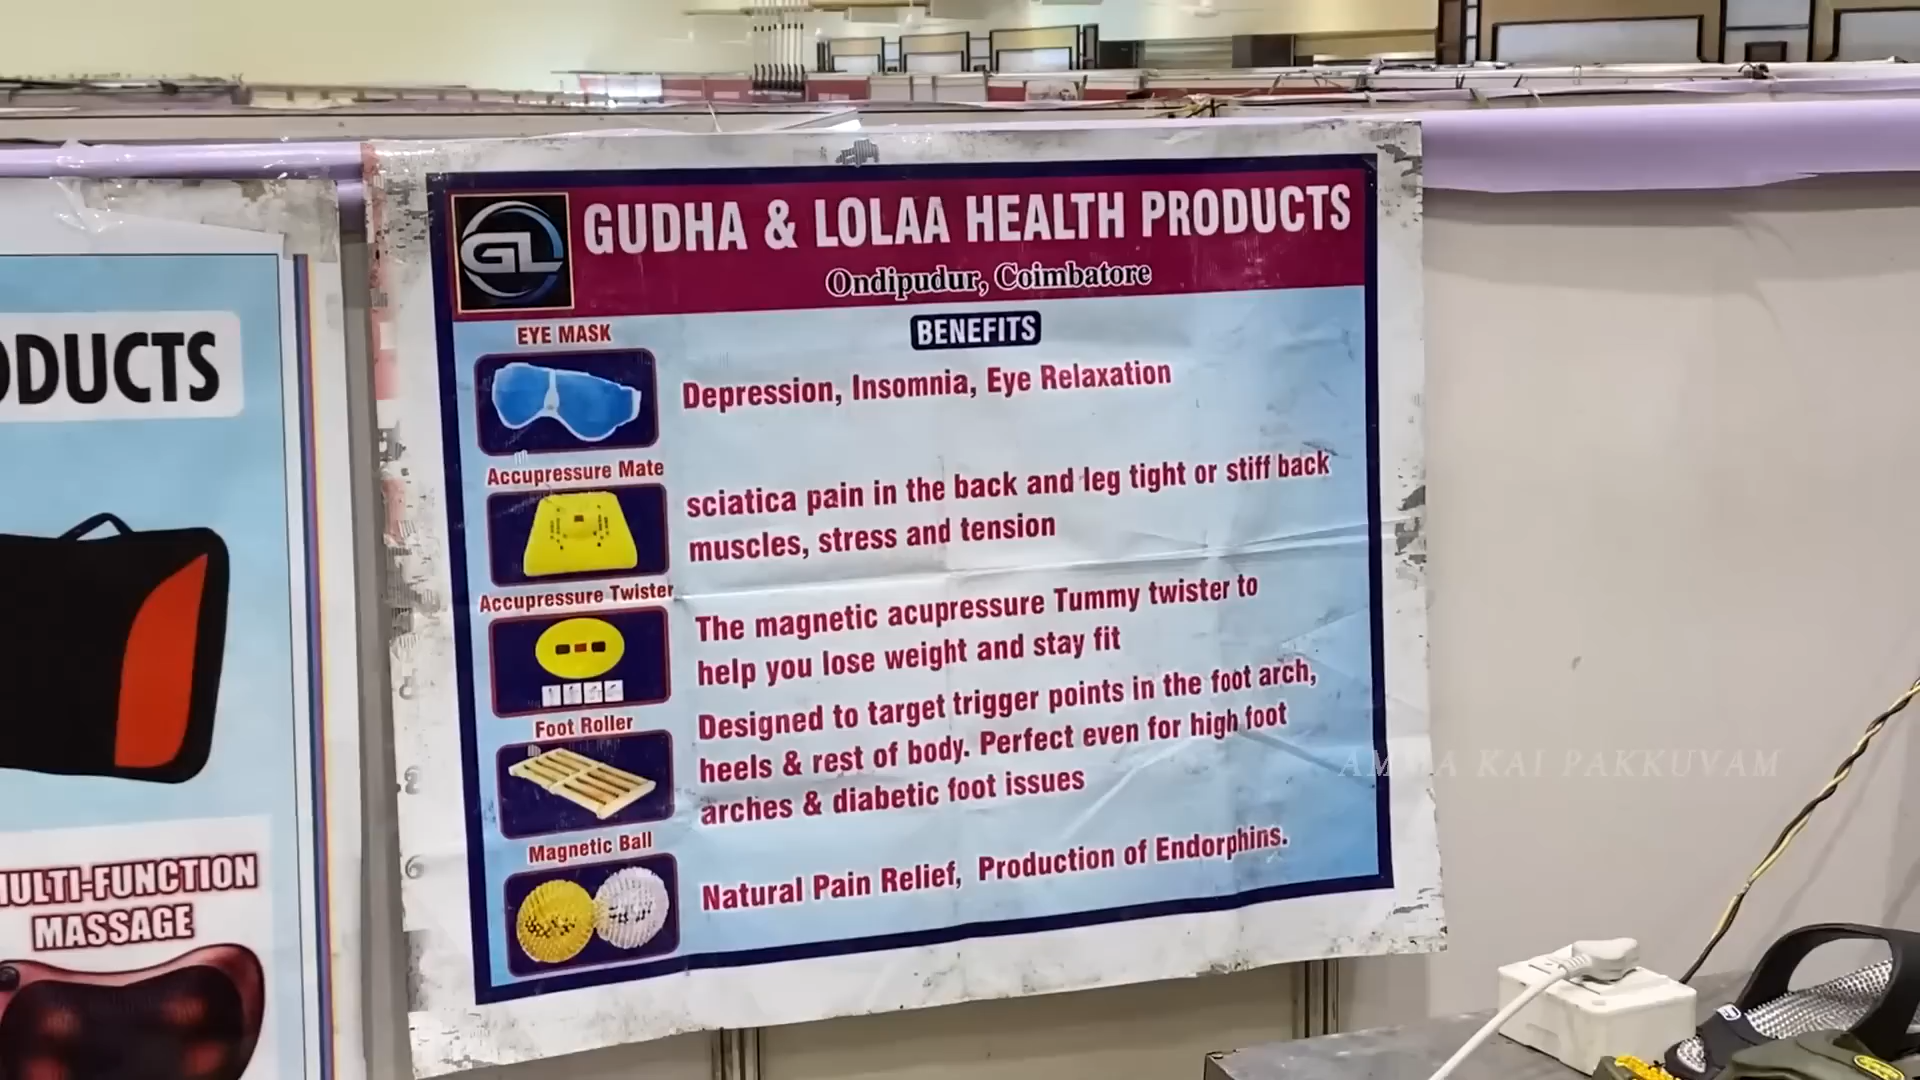 GL
GUDHA & LOLAA HEALTH PRODUCTS
Ondipudur, Coimbatore
BENEFITS
EYE MASK
Depression, Insomnia, Eye Relaxation
Accupressure Mate
sciatica pain in the back and leg tight or stiff back
muscles, stress and tension
Accupressure Twister
The magnetic acupressure Tummy twister to
help you lose weight and stay fit
Foot Roller
Designed to target trigger points in the foot arch,
heels & rest of body. Perfect even for high foot
arches & diabetic foot issues
Magnetic Ball
Natural Pain Relief, Production of Endorphins.
MASSAGE
KAI PAKKUVAM